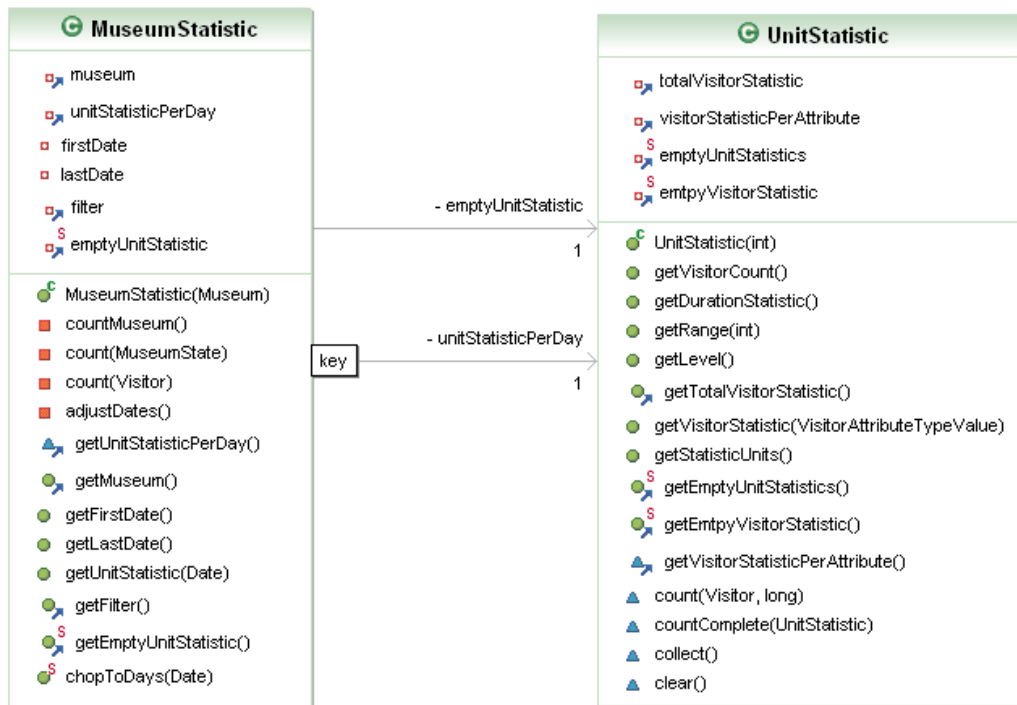 C MuseumStatistic
museum
unitStatisticPerDay
firstDate
lastDate
filter
S
emptyUnitStatistic
C
MuseumStatistic(Museum)
countMuseum()
count(MuseumState)
count(Visitor)
adjustDates()
getUnitStatisticPerDay()
getMuseum()
getFirstDate()
getLastDate()
getUnitStatistic(Date)
getFilter()
S
getEmptyUnitStatistic()
S
chopToDays(Date)
- emptyUnitStatistic
1
key
- unitStatisticPerDay
1
C UnitStatistic
totalVisitorStatistic
visitorStatisticPerAttribute
S
emptyUnitStatistics
S
emtpyVisitorStatistic
C
UnitStatistic(int)
getVisitorCount()
getDurationStatistic()
getRange(int)
getLevel()
getTotalVisitorStatistic()
getVisitorStatistic(VisitorAttributeTypeValue)
getStatisticUnits()
S
getEmptyUnitStatistics()
S
getEmtpyVisitorStatistic()
getVisitorStatisticPerAttribute()
count(Visitor, long)
countComplete(UnitStatistic)
collect()
clear()